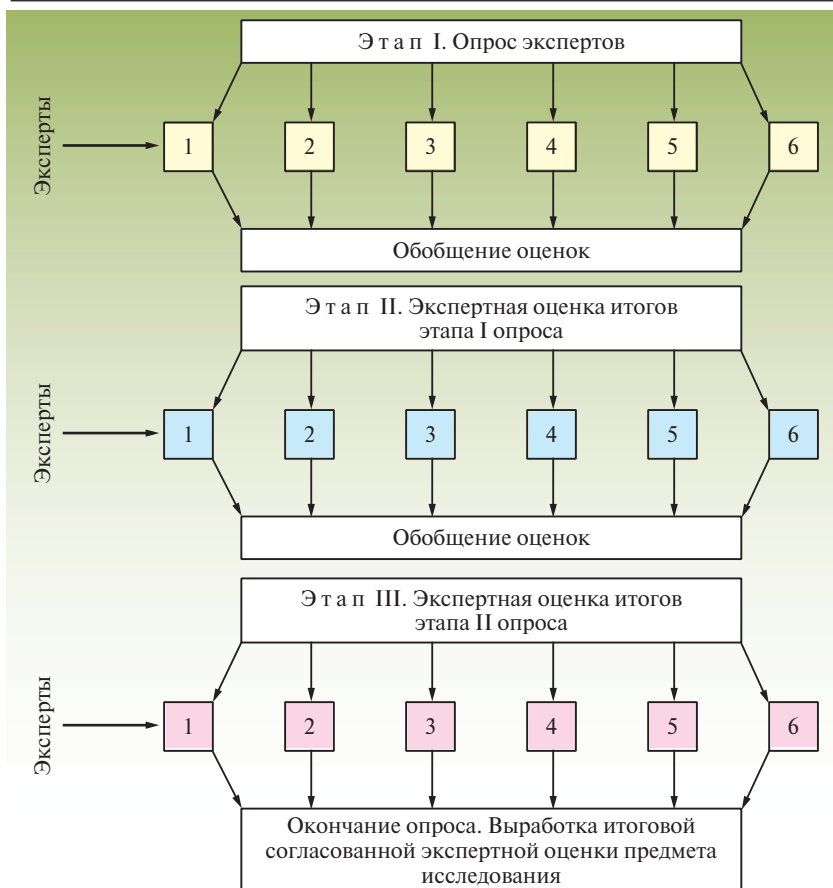 Э т а п I. Опрос экспертов
Эксперты
1 2 3 4 5 6
Обобщение оценок
Э т а п II. Экспертная оценка итогов
этапа I опроса
Эксперты
1 2 3 4 5 6
Обобщение оценок
Э т а п III. Экспертная оценка итогов
этапа II опроса
Эксперты
1 2 3 4 5 6
Окончание опроса. Выработка итоговой
согласованной экспертной оценки предмета
исследования